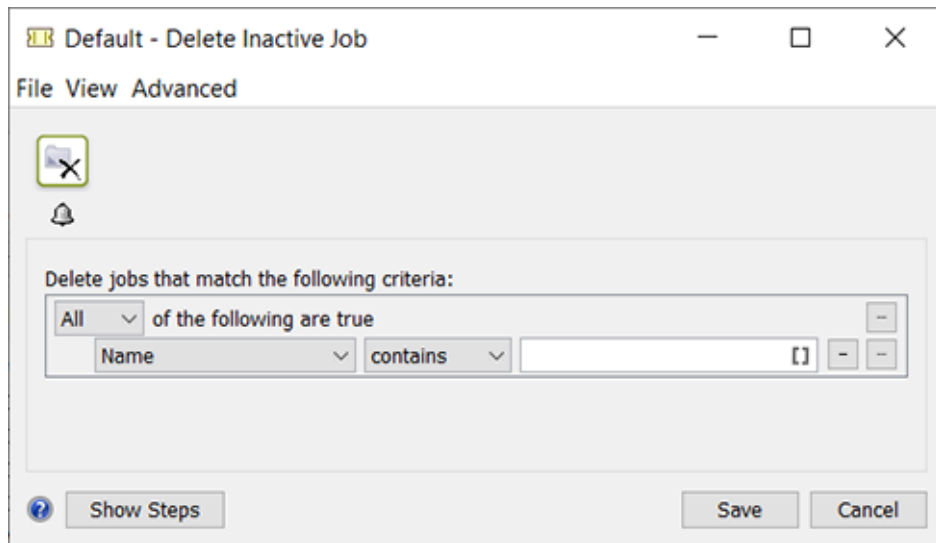 Default - Delete Inactive Job
File View Advanced
Delete jobs that match the following criteria:
All of the following are true
Name contains [] - -
Show Steps Save Cancel